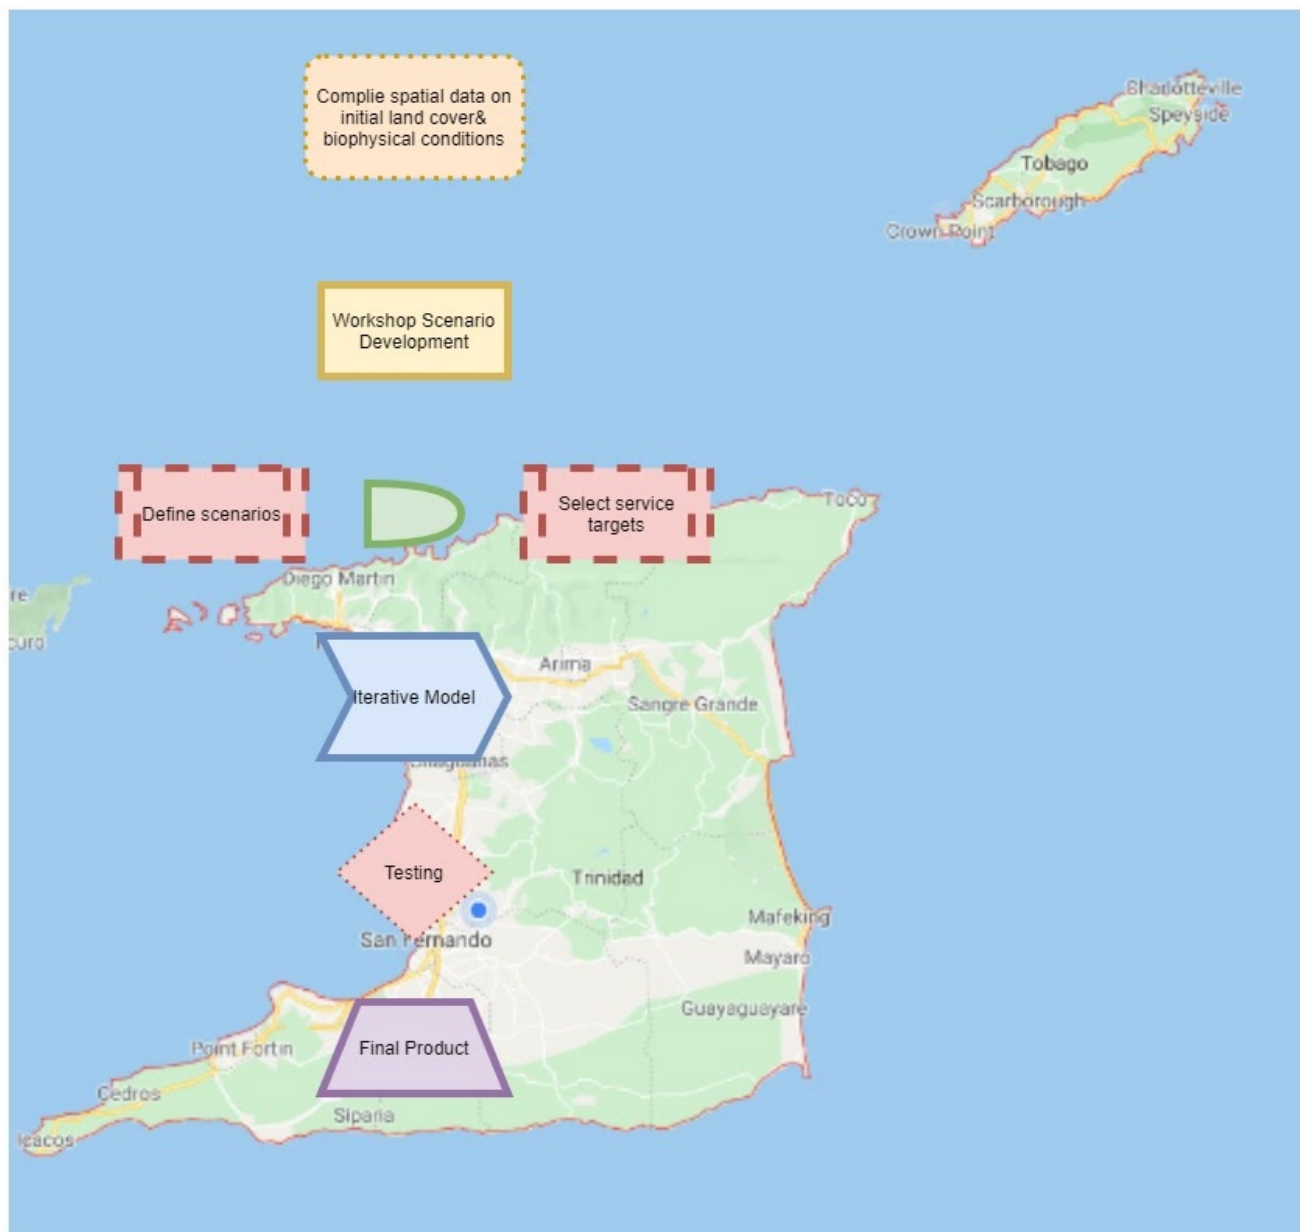 Complie spatial data on
initial land cover&
biophysical conditions
Charlotteville
Speyside
Tobago
Scarborough
Crown Point
Workshop Scenario
Development
Define scenarios
Select service
targets
Toco
Diego Martin
Arima
Iterative Model
Sangre Grande
Chaguanas
Testing
Trinidad
Mafeking
San Fernando
Mayaro
Guayaguayare
Final Product
Point Fortin
Cedros
Siparia
Icacos